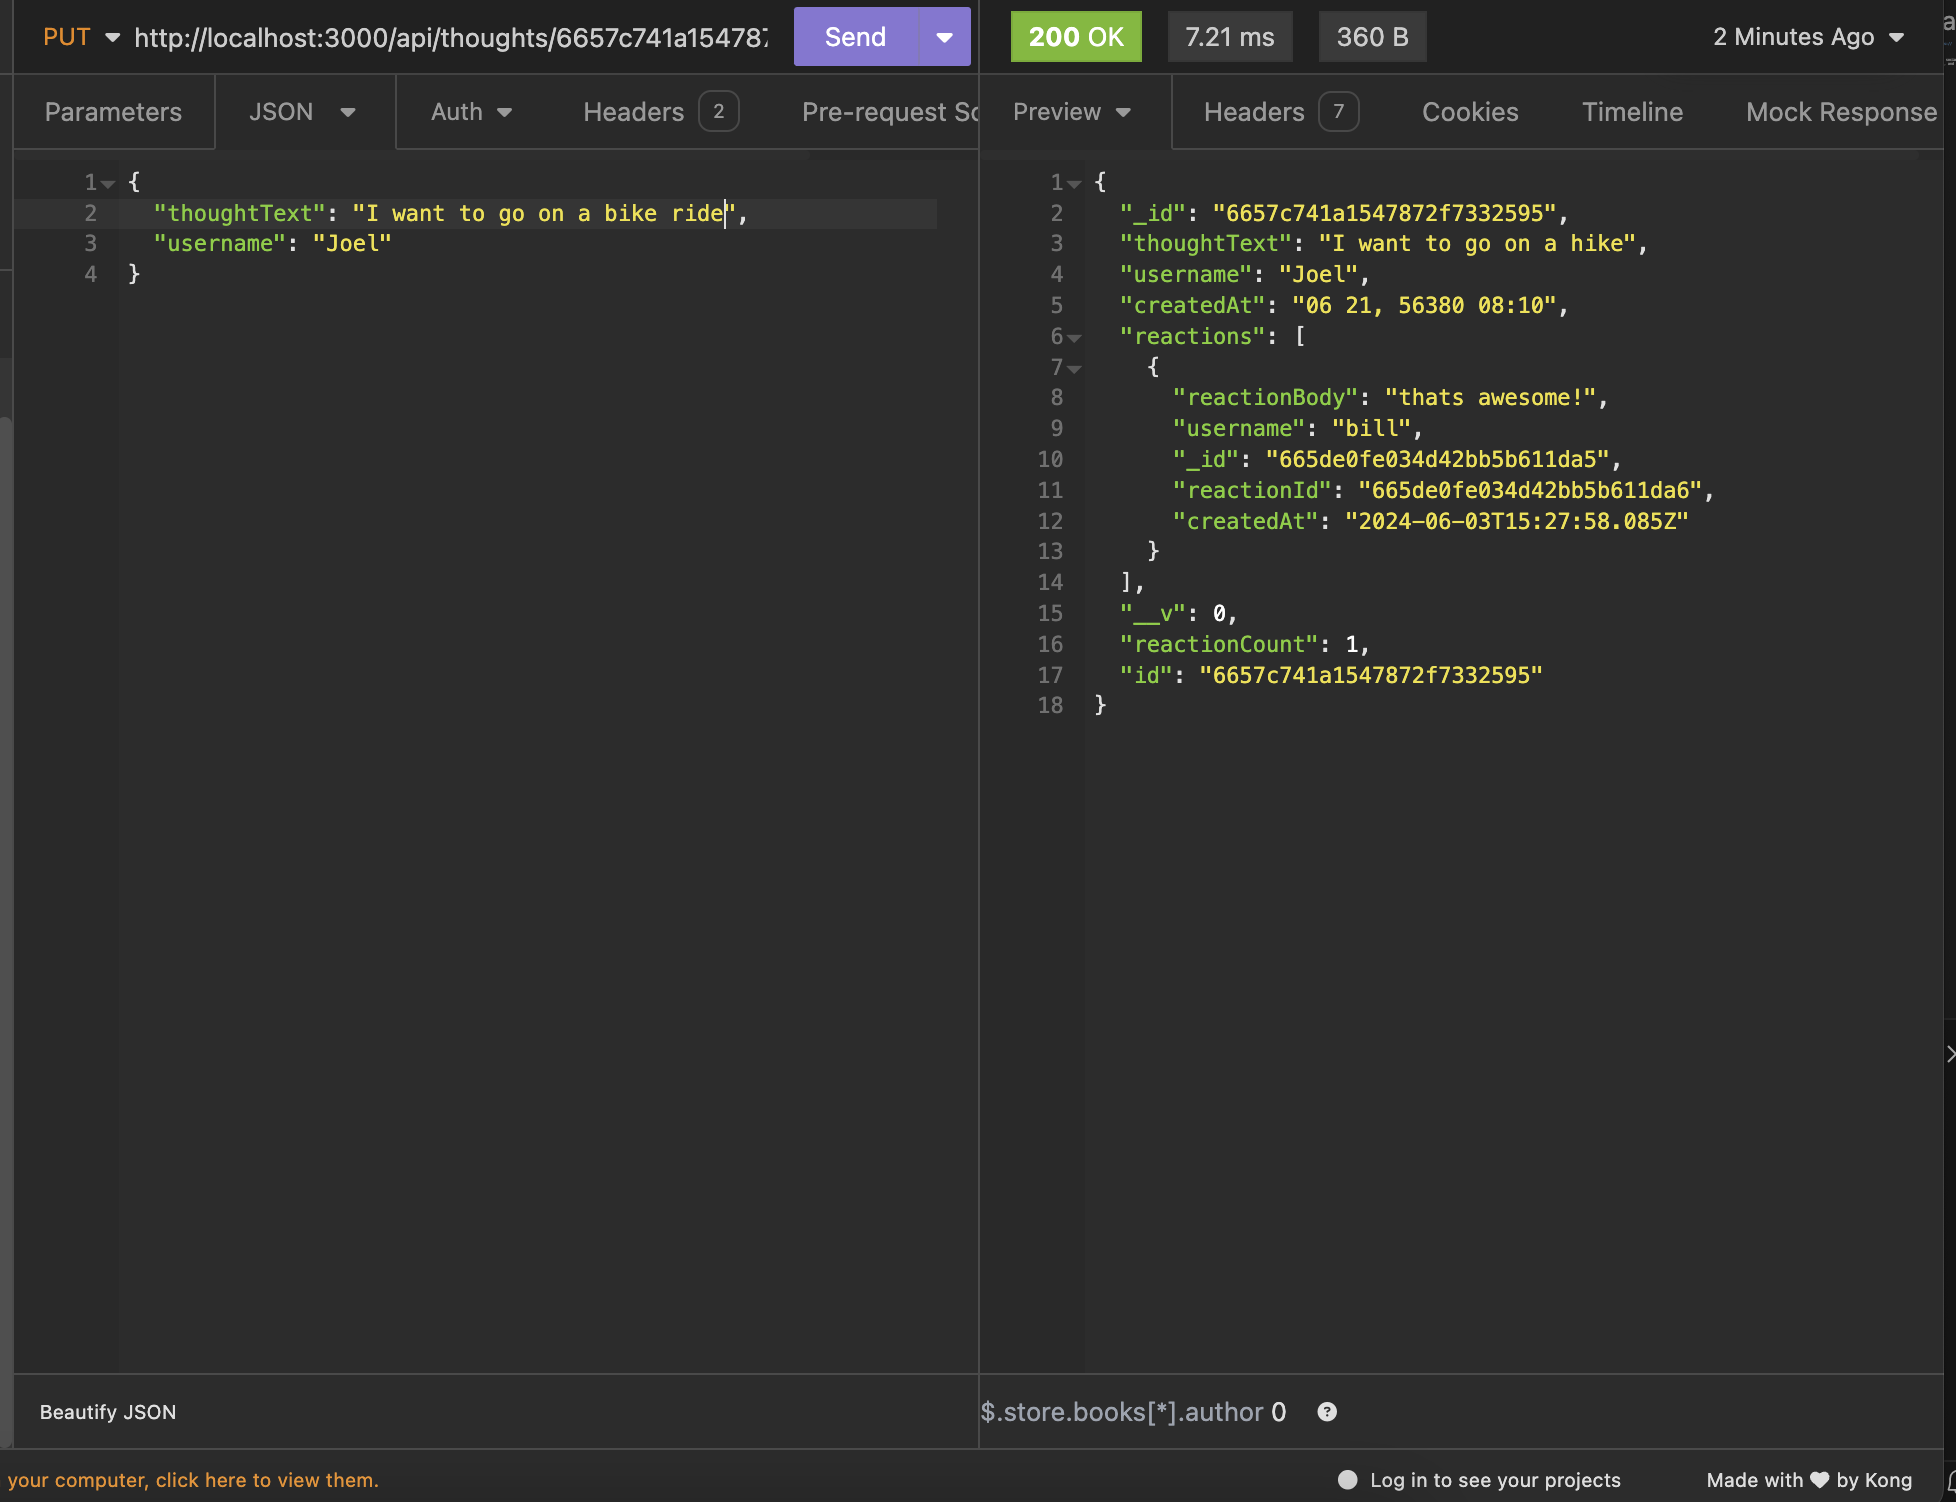 PUT http://localhost:3000/api/thoughts/6657c741a154787 Send 200 OK 7.21 ms 360 B 2 Minutes Ago
Parameters JSON Auth Headers 2 Pre-request Sc Preview Headers 7 Cookies Timeline Mock Response
1 {
2 "thoughtText": "I want to go on a bike ride",
3 "username": "Joel"
4 }
1 {
2 "_id": "6657c741a1547872f7332595",
3 "thoughtText": "I want to go on a hike",
4 "username": "Joel",
5 "createdAt": "06 21, 56380 08:10",
6 "reactions": [
7 {
8 "reactionBody": "thats awesome!",
9 "username": "bill",
10 "_id": "665de0fe034d42bb5b611da5",
11 "reactionId": "665de0fe034d42bb5b611da6",
12 "createdAt": "2024-06-03T15:27:58.085Z"
13 }
14 ],
15 "__v": 0,
16 "reactionCount": 1,
17 "id": "6657c741a1547872f7332595"
18 }
Beautify JSON $.store.books[*].author 0 ?
your computer, click here to view them. Log in to see your projects Made with ♥ by Kong